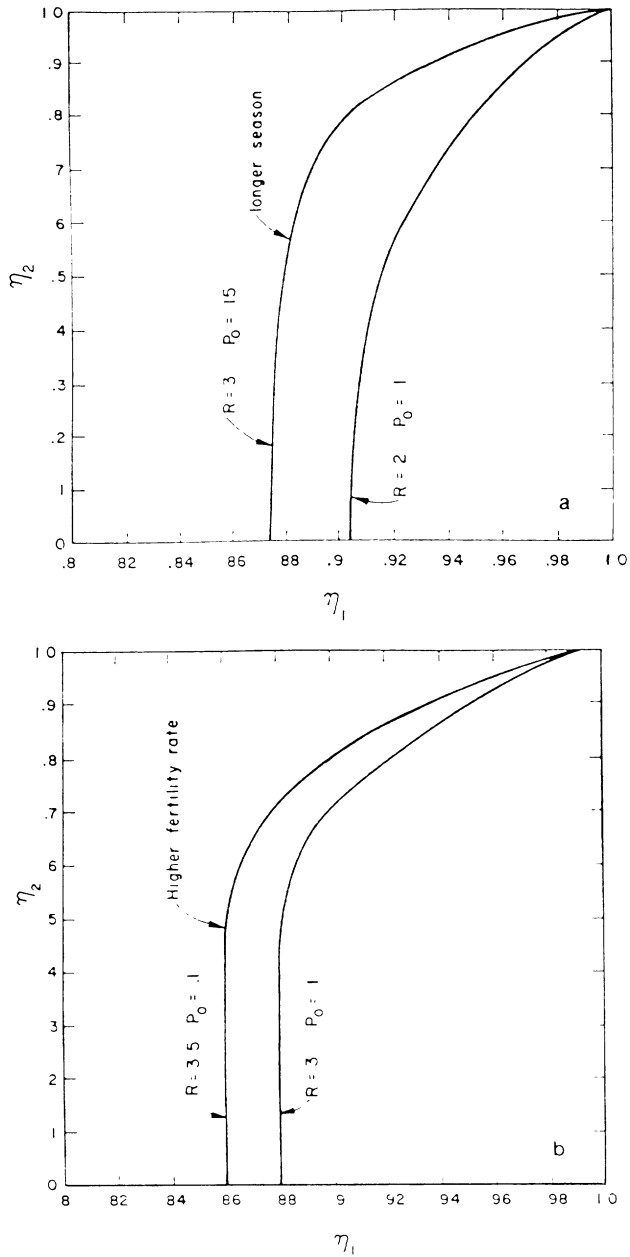 1 0
.9
.8
.7
6
.5
4
.3
.2
1
0
η2
longer season
R = 3 P0 = 15
R = 2 P0 = 1
a
.8 82 .84 86 88 .9 .92 94 96 .98 1 0
η1
1 0
.9
.8
.7
6
5
4
3
2
1
0
η2
Higher fertility rate
R = 3 5 P0 = .1
R = 3 P0 = 1
b
8 82 84 86 88 9 92 94 96 98 1 0
η1